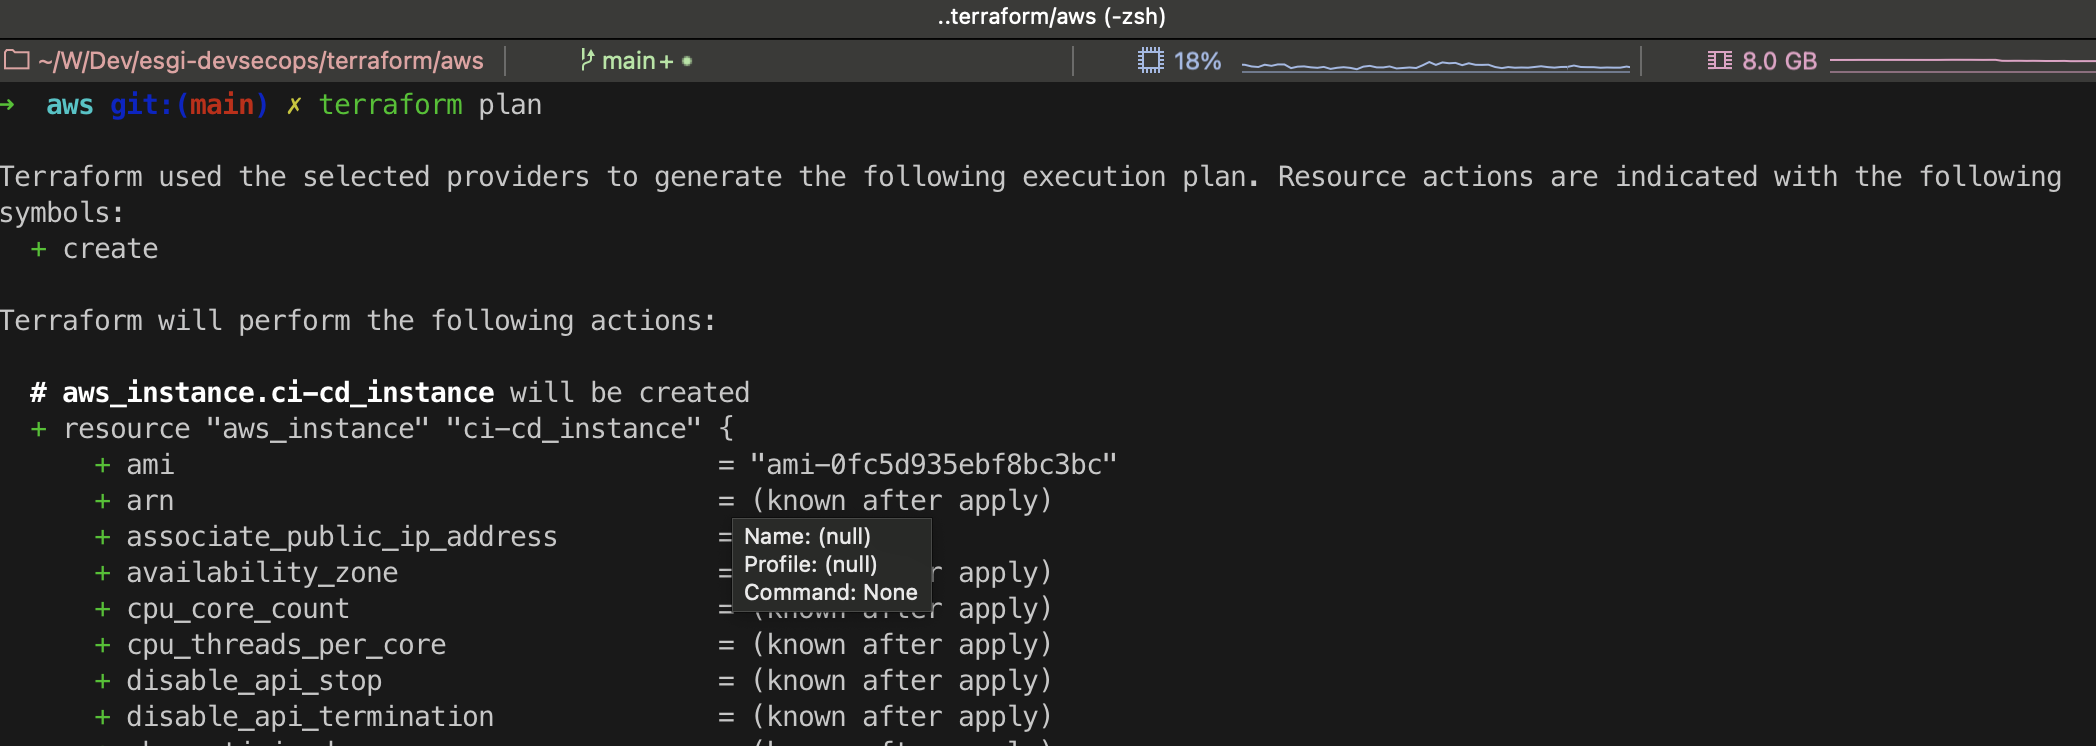 ..terraform/aws (-zsh)
~/W/Dev/esgi-devsecops/terraform/aws
main+
18%
8.0 GB
→ aws git:(main) ✗ terraform plan
Terraform used the selected providers to generate the following execution plan. Resource actions are indicated with the following
symbols:
+ create
Terraform will perform the following actions:
# aws_instance.ci-cd_instance will be created
+ resource "aws_instance" "ci-cd_instance" {
+ ami = "ami-0fc5d935ebf8bc3bc"
+ arn = (known after apply)
+ associate_public_ip_address =
+ availability_zone = apply)
+ cpu_core_count = (known after apply)
+ cpu_threads_per_core = (known after apply)
+ disable_api_stop = (known after apply)
+ disable_api_termination = (known after apply)
Name: (null)
Profile: (null)
Command: None